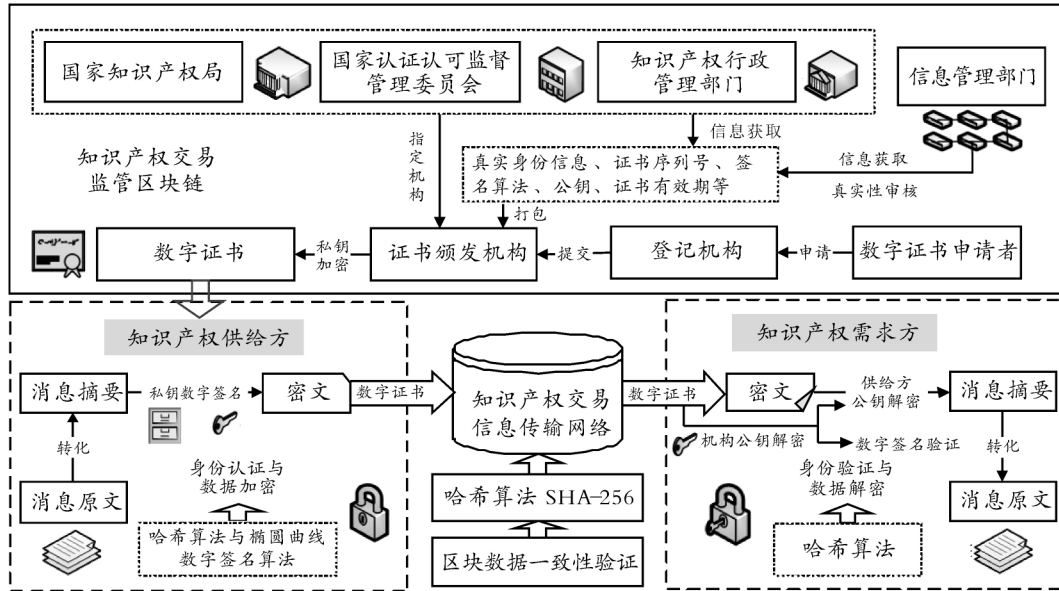 国家知识产权局
国家认证认可监督
管理委员会
知识产权行政
管理部门
信息管理部门
知识产权交易
监管区块链
指定机构
信息获取
真实身份信息、证书序列号、签
名算法、公钥、证书有效期等
信息获取
真实性审核
打包
数字证书
私钥
加密
证书颁发机构
提交
登记机构
申请
数字证书申请者
知识产权供给方
消息摘要
私钥数字签名
密文
数字证书
转化
消息原文
身份认证与
数据加密
哈希算法与椭圆曲线
数字签名算法
知识产权交易
信息传输网络
哈希算法 SHA-256
区块数据一致性验证
知识产权需求方
数字证书
密文
供给方
公钥解密
消息摘要
机构公钥解密
数字签名验证
转化
身份验证与
数据解密
消息原文
哈希算法